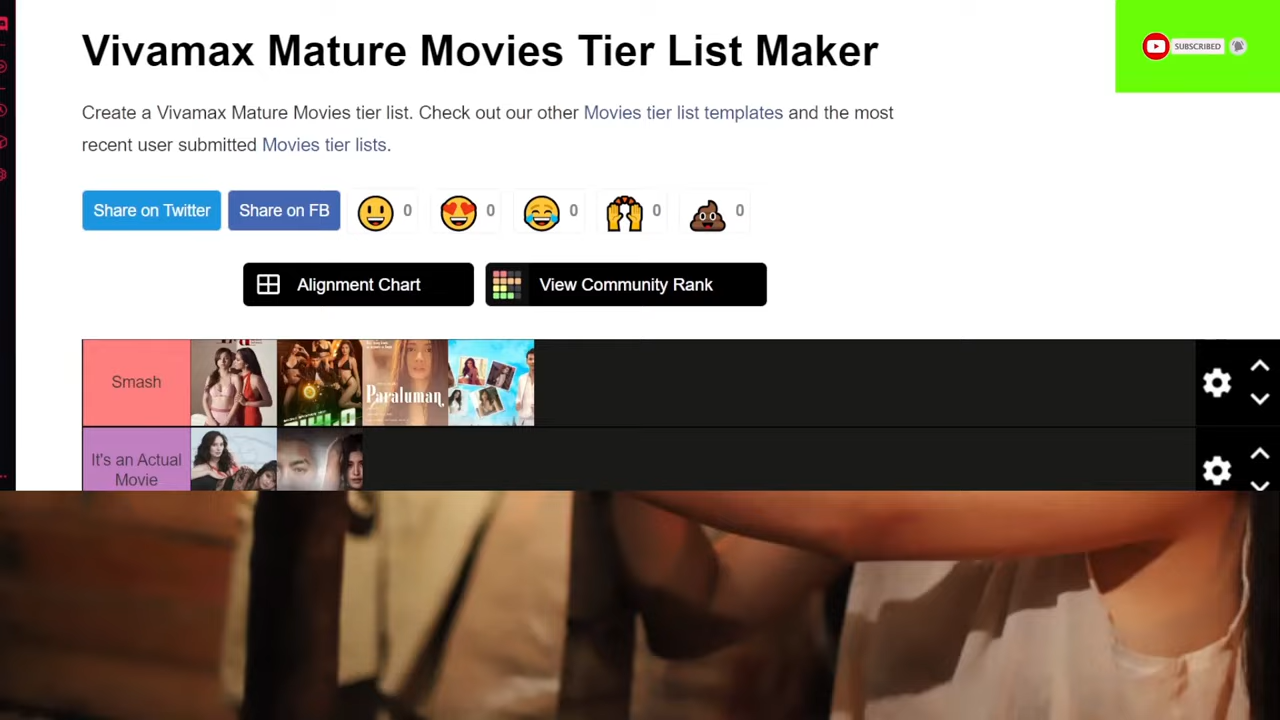 Vivamax Mature Movies Tier List Maker
SUBSCRIBED
Create a Vivamax Mature Movies tier list. Check out our other Movies tier list templates and the most
recent user submitted Movies tier lists.
Share on Twitter
Share on FB
0
0
0
0
0
Alignment Chart
View Community Rank
Smash
Paraluman
It's an Actual
Movie